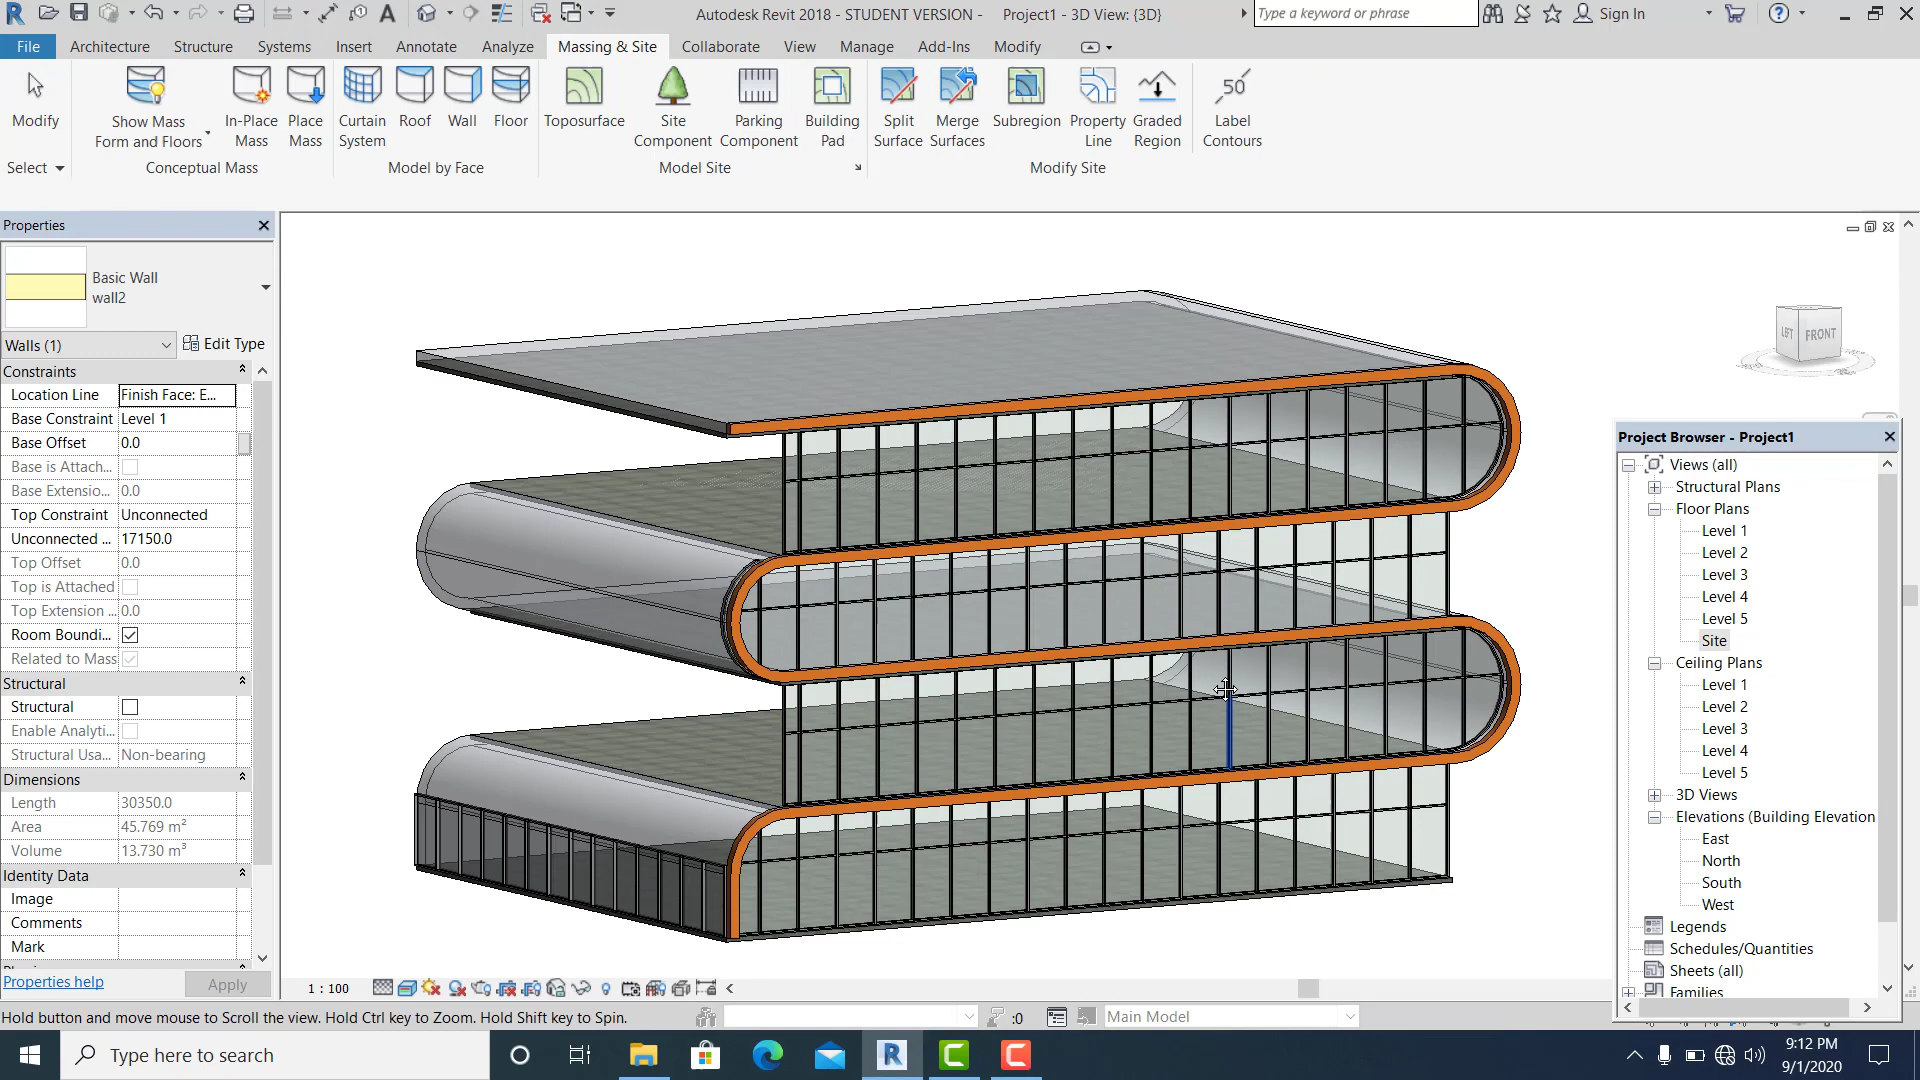 Autodesk Revit 2018 - STUDENT VERSION -    Project1 - 3D View: {3D}
Type a keyword or phrase
Sign In
File Architecture Structure Systems Insert Annotate Analyze Massing & Site Collaborate View Manage Add-Ins Modify
Modify
Show Mass
Form and Floors
In-Place
Mass
Place
Mass
Curtain
System
Roof
Wall
Floor
Toposurface
Site
Component
Parking
Component
Building
Pad
Split
Surface
Merge
Surfaces
Subregion
Property
Line
Graded
Region
50
Label
Contours
Select
Conceptual Mass
Model by Face
Model Site
Modify Site
Properties
Basic Wall
wall2
Walls (1)
Edit Type
Constraints
Location Line Finish Face: E...
Base Constraint Level 1
Base Offset 0.0
Base is Attach...
Base Extensio... 0.0
Top Constraint Unconnected
Unconnected ... 17150.0
Top Offset 0.0
Top is Attached
Top Extension ... 0.0
Room Boundi...
Related to Mass
Structural
Structural
Enable Analyti...
Structural Usa... Non-bearing
Dimensions
Length 30350.0
Area 45.769 m²
Volume 13.730 m³
Identity Data
Image
Comments
Mark
Properties help
Apply
LEFT
FRONT
Project Browser - Project1
Views (all)
Structural Plans
Floor Plans
Level 1
Level 2
Level 3
Level 4
Level 5
Site
Ceiling Plans
Level 1
Level 2
Level 3
Level 4
Level 5
3D Views
Elevations (Building Elevation
East
North
South
West
Legends
Schedules/Quantities
Sheets (all)
Families
1 : 100
Hold button and move mouse to Scroll the view. Hold Ctrl key to Zoom. Hold Shift key to Spin.
:0
Main Model
Type here to search
9:12 PM
9/1/2020